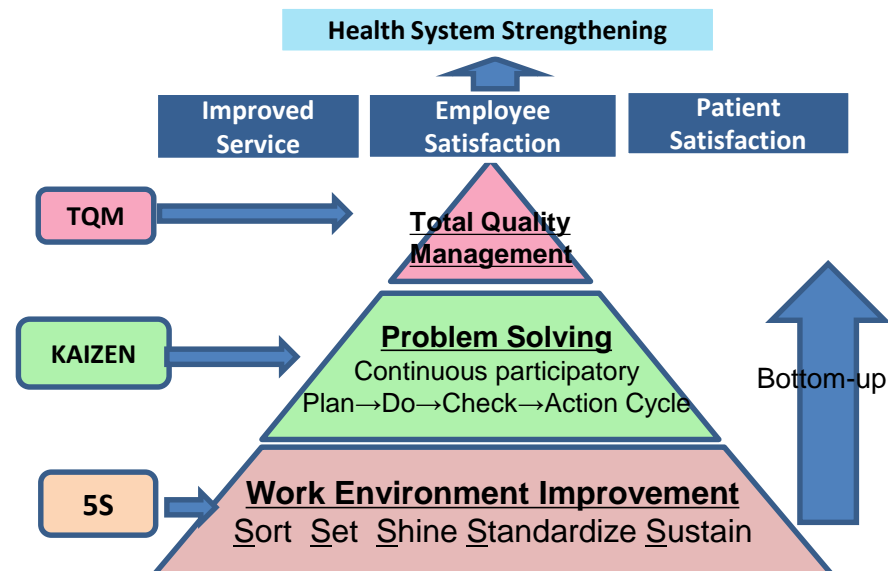 Health System Strengthening
Improved
Service
Employee
Satisfaction
Patient
Satisfaction
TQM
Total Quality
Management
KAIZEN
Problem Solving
Continuous participatory
Plan→Do→Check→Action Cycle
Bottom-up
5S
Work Environment Improvement
Sort Set Shine Standardize Sustain